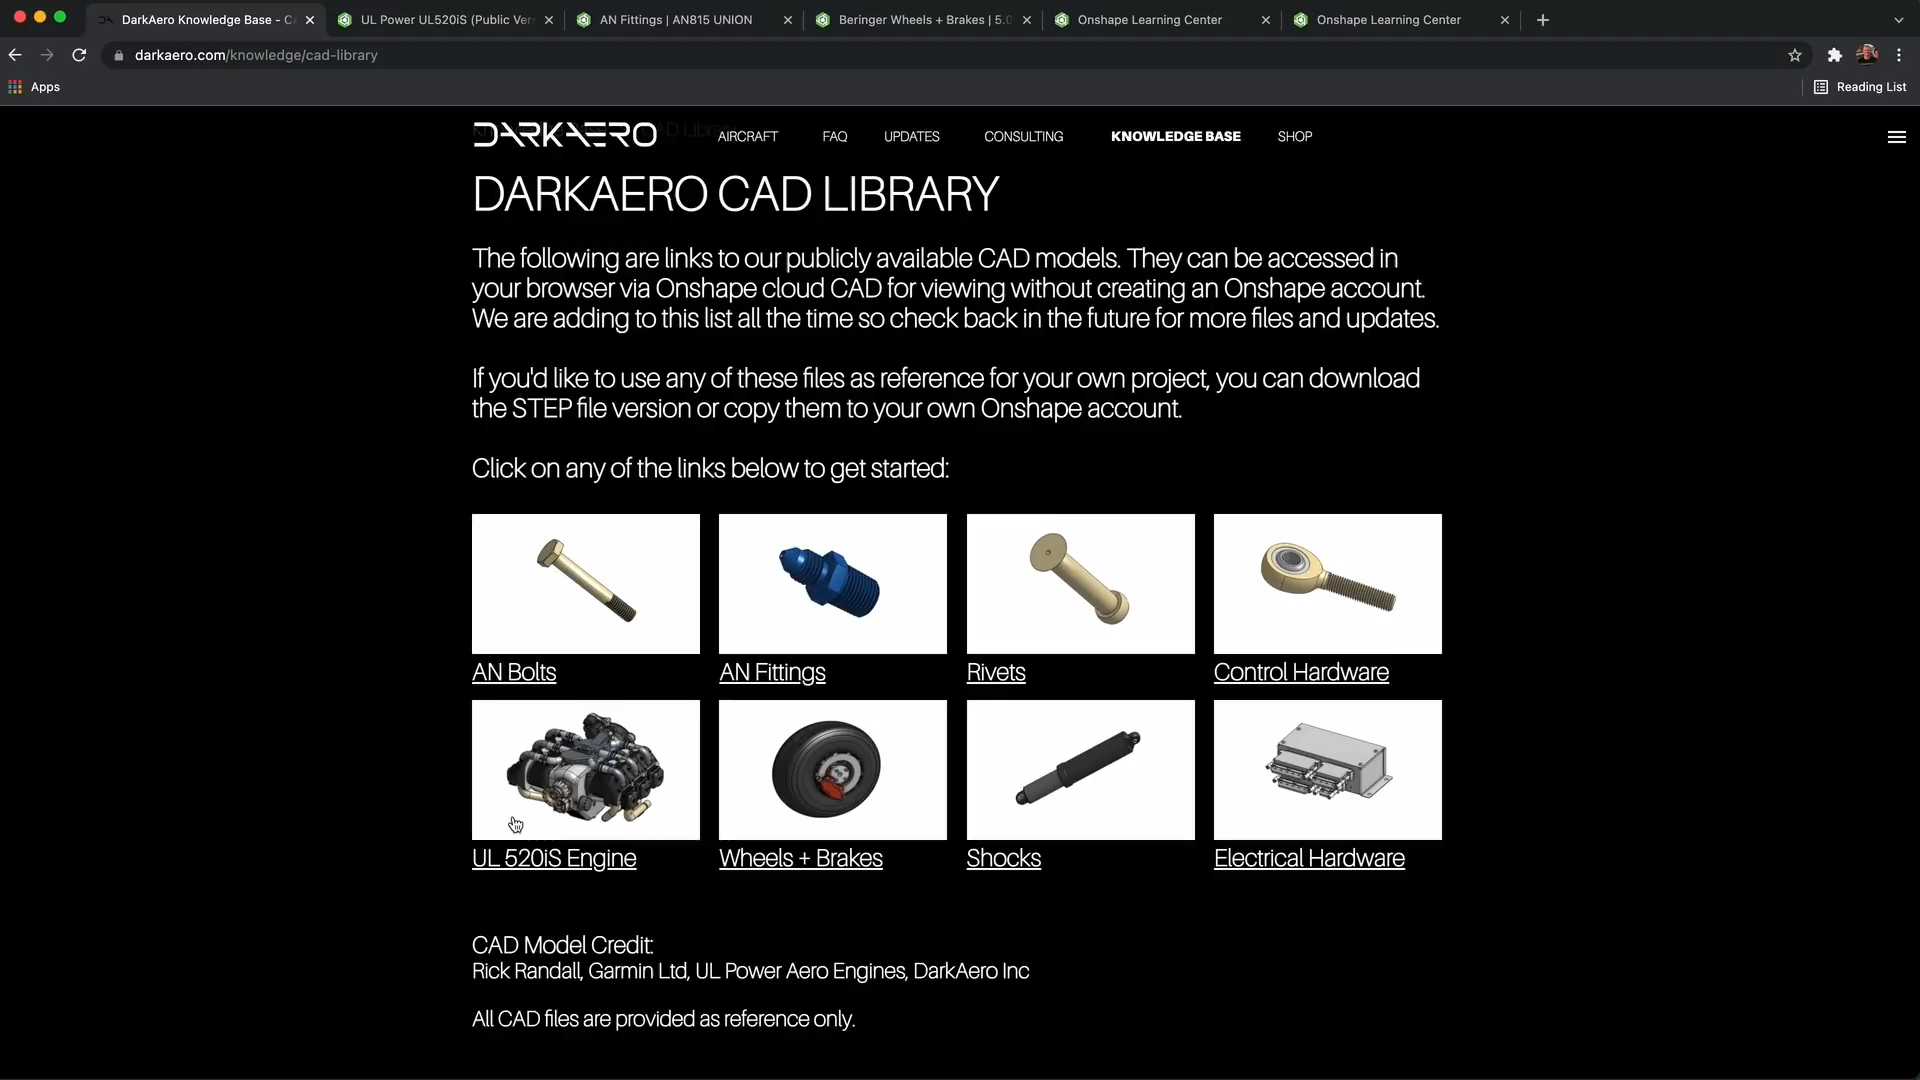 DarkAero Knowledge Base - C
UL Power UL520iS (Public Ver
AN Fittings | AN815 UNION
Beringer Wheels + Brakes | 5.0
Onshape Learning Center
Onshape Learning Center
darkaero.com/knowledge/cad-library
Apps
Reading List
DARKAERO
AIRCRAFT
FAQ
UPDATES
CONSULTING
KNOWLEDGE BASE
SHOP
DARKAERO CAD LIBRARY
The following are links to our publicly available CAD models. They can be accessed in
your browser via Onshape cloud CAD for viewing without creating an Onshape account.
We are adding to this list all the time so check back in the future for more files and updates.
If you'd like to use any of these files as reference for your own project, you can download
the STEP file version or copy them to your own Onshape account.
Click on any of the links below to get started:
AN Bolts
AN Fittings
Rivets
Control Hardware
UL 520iS Engine
Wheels + Brakes
Shocks
Electrical Hardware
CAD Model Credit:
Rick Randall, Garmin Ltd, UL Power Aero Engines, DarkAero Inc
All CAD files are provided as reference only.